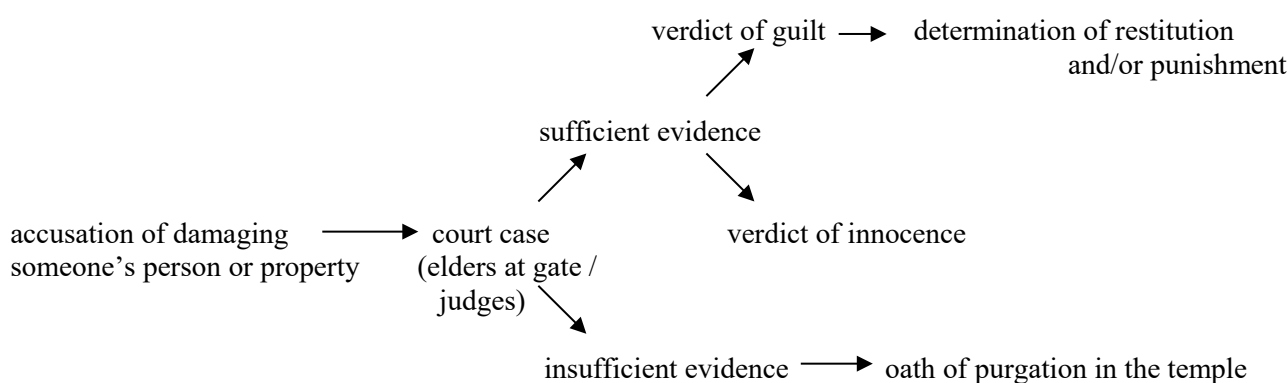 verdict of guilt
determination of restitution
and/or punishment
sufficient evidence
accusation of damaging
someone’s person or property
court case
(elders at gate /
judges)
verdict of innocence
insufficient evidence
oath of purgation in the temple